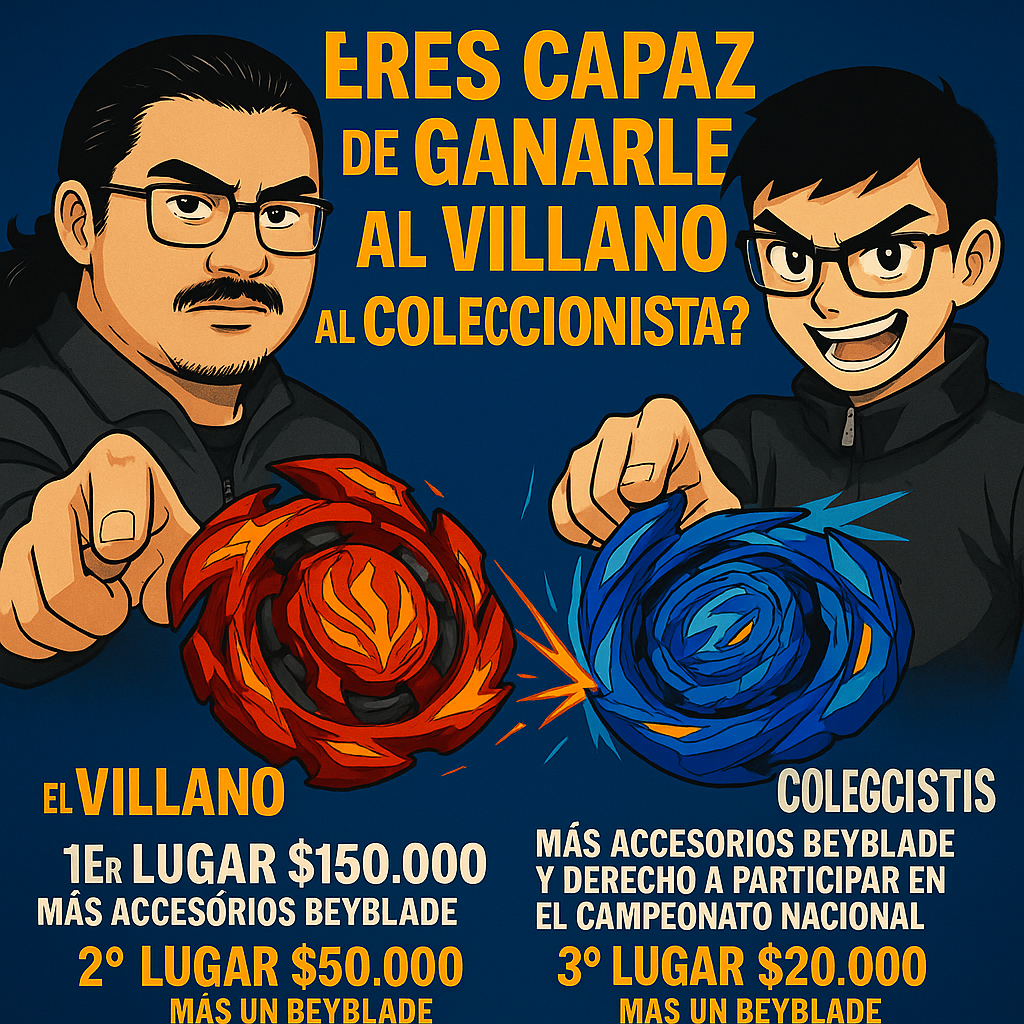 ERES CAPAZ
DE GANARLE
AL VILLANO
AL COLECCIONISTA?
EL VILLANO
1ER LUGAR $150.000
MÁS ACCESÓRIOS BEYBLADE
2° LUGAR $50.000
MÁS UN BEYBLADE
COLEGCISTIS
MÁS ACCESORIOS BEYBLADE
Y DERECHO A PARTICIPAR EN
EL CAMPEONATO NACIONAL
3° LUGAR $20.000
MAS UN BEYBLADE